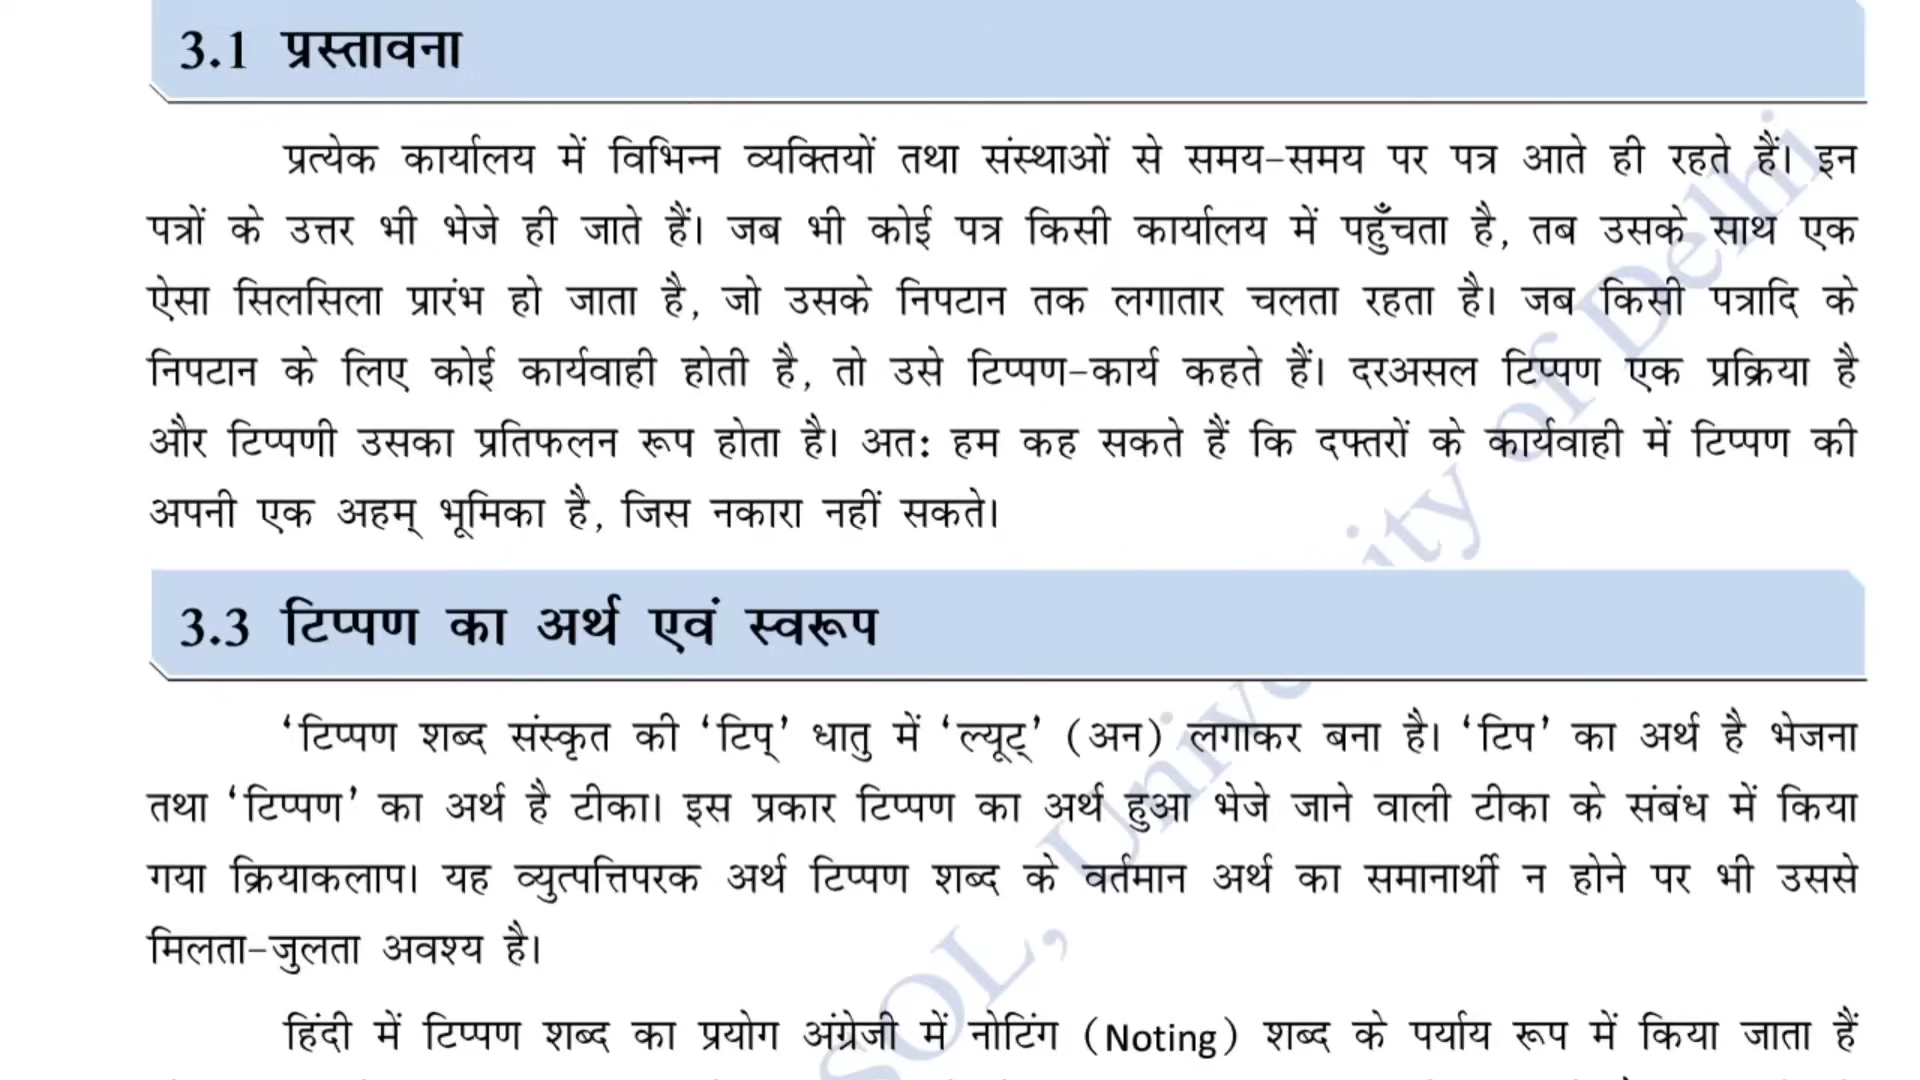 3.1 प्रस्तावना
प्रत्येक कार्यालय में विभिन्न व्यक्तियों तथा संस्थाओं से समय-समय पर पत्र आते ही रहते हैं। इन
पत्रों के उत्तर भी भेजे ही जाते हैं। जब भी कोई पत्र किसी कार्यालय में पहुँचता है, तब उसके साथ एक
ऐसा सिलसिला प्रारंभ हो जाता है, जो उसके निपटान तक लगातार चलता रहता है। जब किसी पत्रादि के
निपटान के लिए कोई कार्यवाही होती है, तो उसे टिप्पण-कार्य कहते हैं। दरअसल टिप्पण एक प्रक्रिया है
और टिप्पणी उसका प्रतिफलन रूप होता है। अत: हम कह सकते हैं कि दफ्तरों के कार्यवाही में टिप्पण की
अपनी एक अहम् भूमिका है, जिस नकारा नहीं सकते।
3.3 टिप्पण का अर्थ एवं स्वरूप
‘टिप्पण शब्द संस्कृत की ‘टिप्’ धातु में ‘ल्यूट्’ (अन) लगाकर बना है। ‘टिप’ का अर्थ है भेजना
तथा ‘टिप्पण’ का अर्थ है टीका। इस प्रकार टिप्पण का अर्थ हुआ भेजे जाने वाली टीका के संबंध में किया
गया क्रियाकलाप। यह व्युत्पत्तिपरक अर्थ टिप्पण शब्द के वर्तमान अर्थ का समानार्थी न होने पर भी उससे
मिलता-जुलता अवश्य है।
हिंदी में टिप्पण शब्द का प्रयोग अंग्रेजी में नोटिंग (Noting) शब्द के पर्याय रूप में किया जाता हैं
SOL, University of Delhi